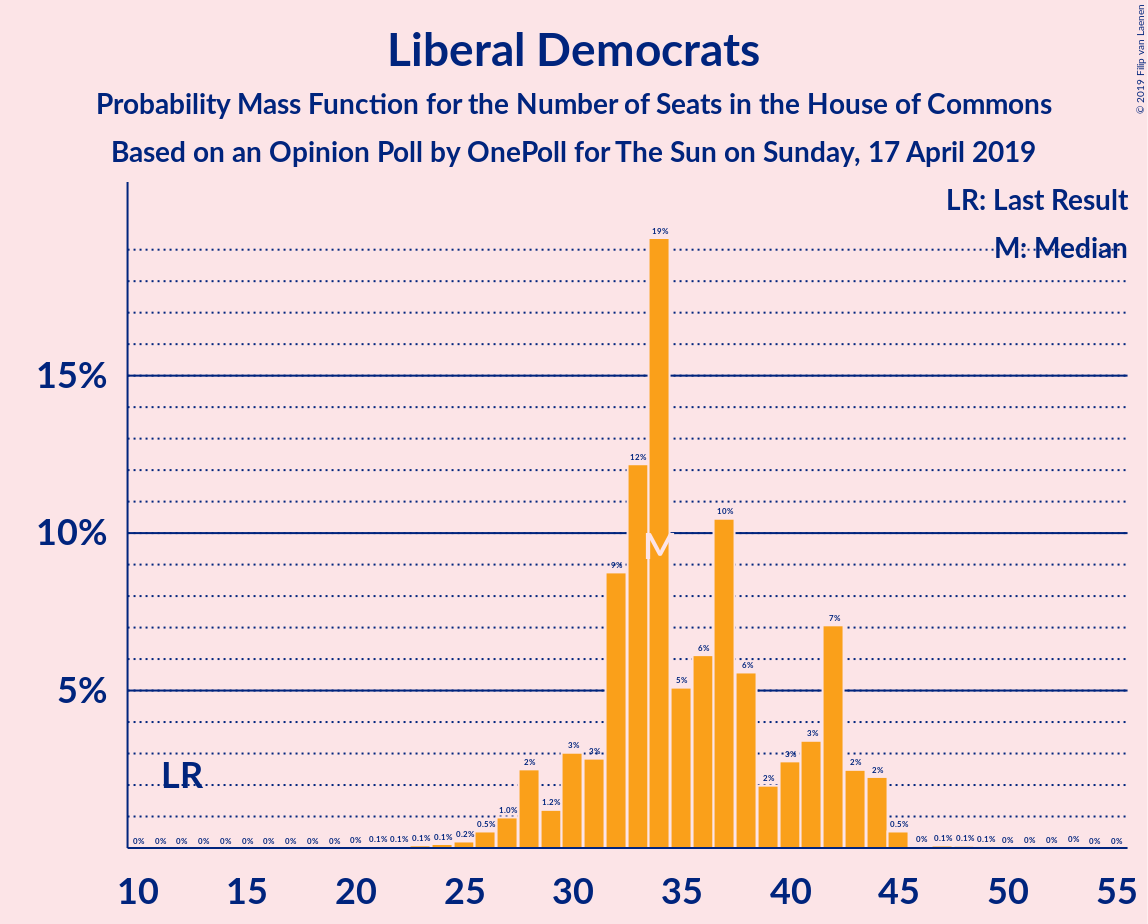 Liberal Democrats
Probability Mass Function for the Number of Seats in the House of Commons
Based on an Opinion Poll by OnePoll for The Sun on Sunday, 17 April 2019
© 2019 Filip van Laenen
LR: Last Result
M: Median
15%
10%
5%
LR
M
0% 0% 0% 0% 0% 0% 0% 0% 0% 0% 0% 0.1% 0.1% 0.1% 0.1% 0.2% 0.5% 1.0% 2% 1.2% 3% 3% 9% 12% 19% 5% 6% 10% 6% 2% 3% 3% 7% 2% 2% 0.5% 0% 0.1% 0.1% 0.1% 0% 0% 0% 0% 0% 0%
10 15 20 25 30 35 40 45 50 55